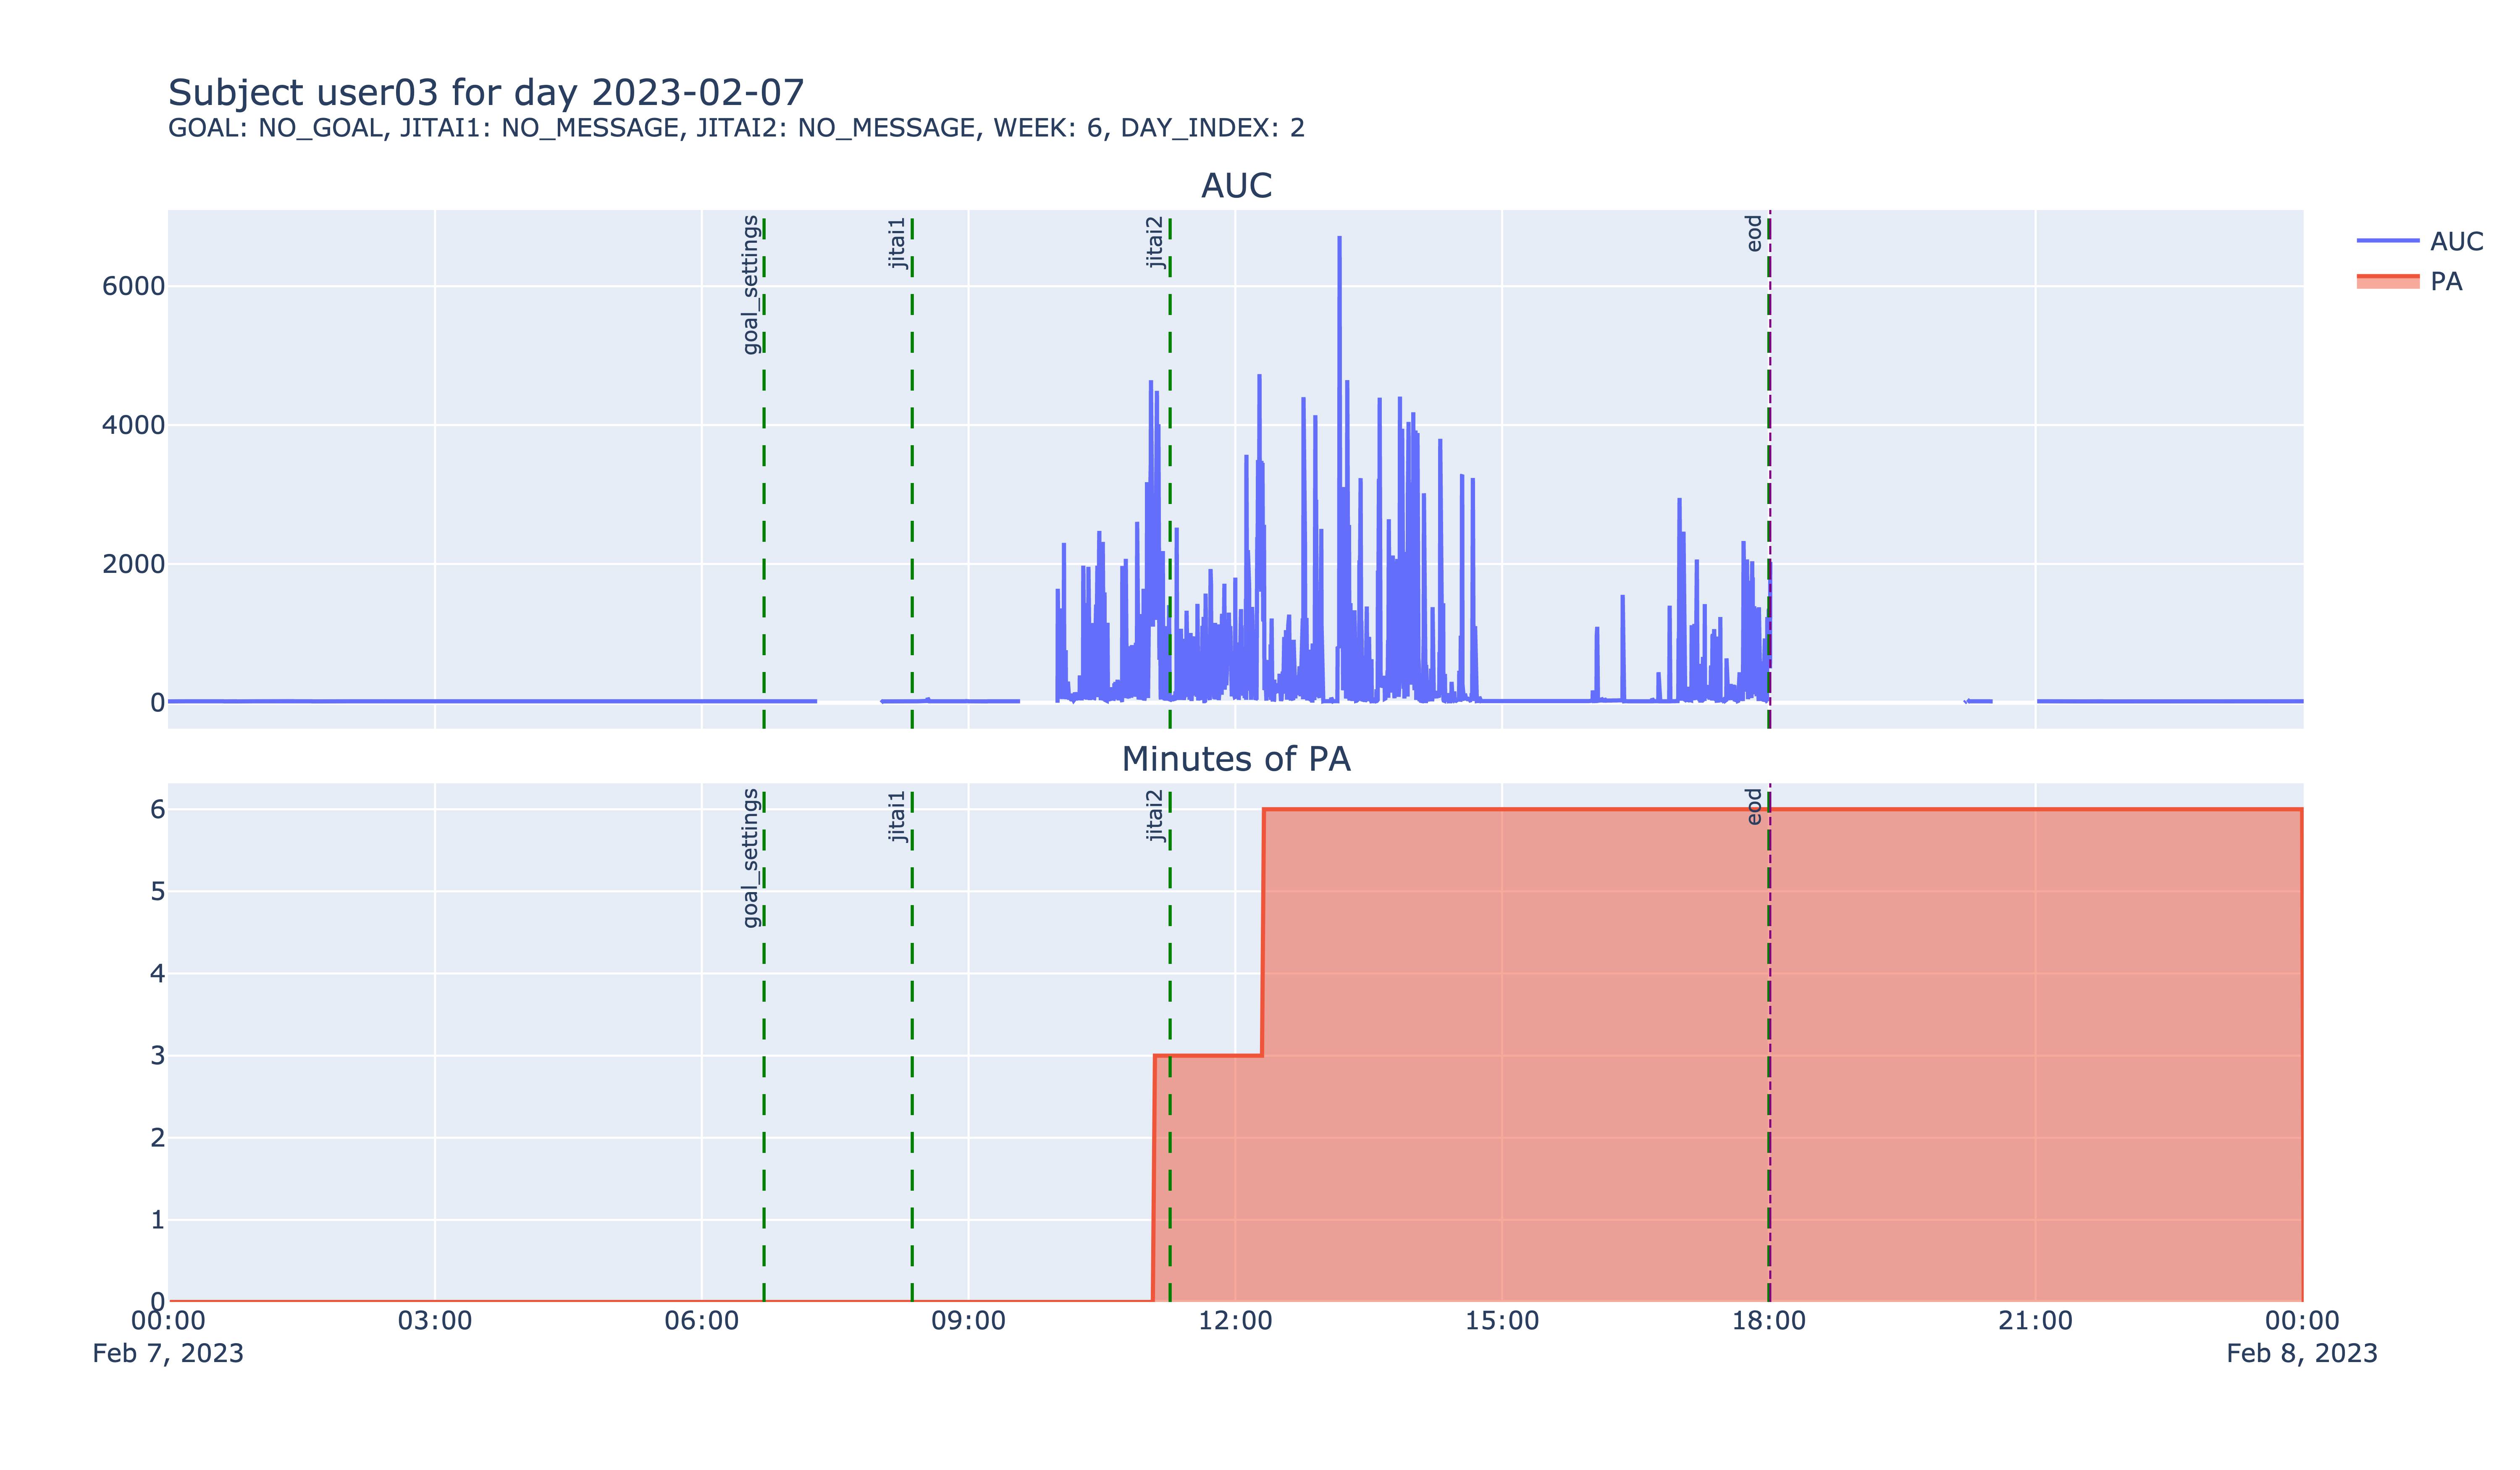 Subject user03 for day 2023-02-07
GOAL: NO_GOAL, JITAI1: NO_MESSAGE, JITAI2: NO_MESSAGE, WEEK: 6, DAY_INDEX: 2
AUC
goal_settings
jitai1
jitai2
eod
6000
4000
2000
0
AUC
PA
Minutes of PA
goal_settings
jitai1
jitai2
eod
6
5
4
3
2
1
0
00:00 03:00 06:00 09:00 12:00 15:00 18:00 21:00 00:00
Feb 7, 2023 Feb 8, 2023